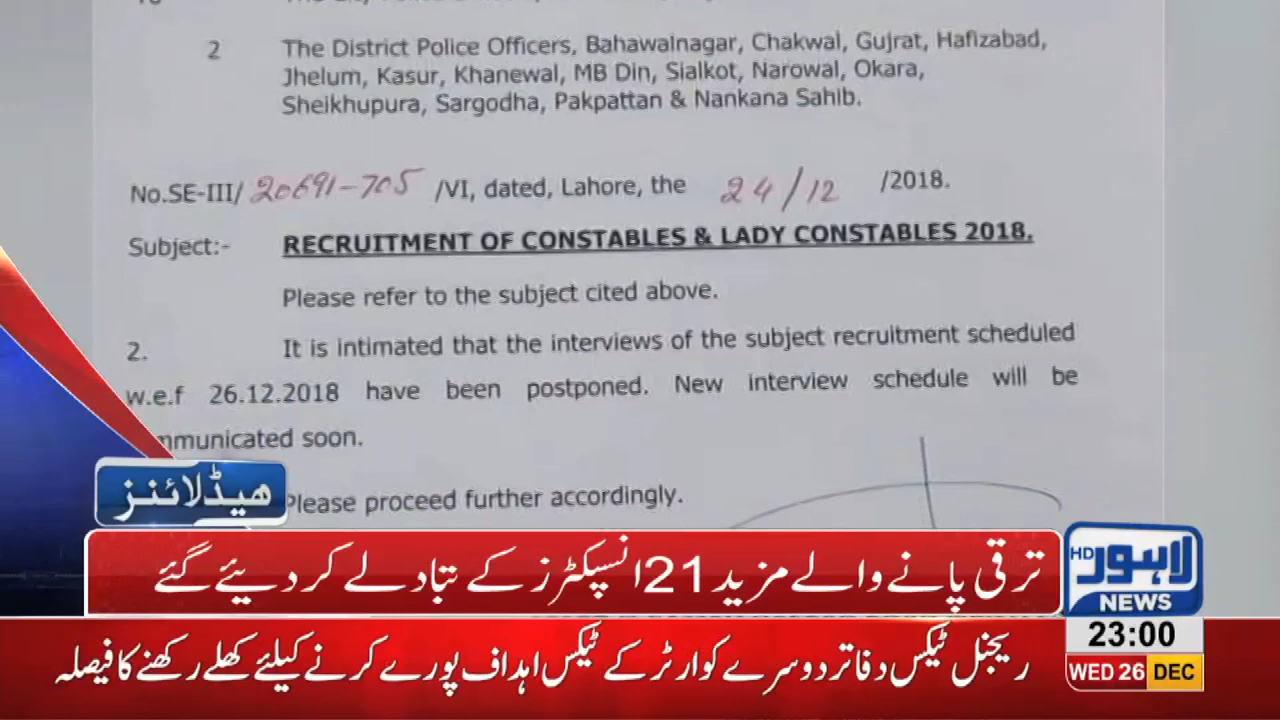 2 The District Police Officers, Bahawalnagar, Chakwal, Gujrat, Hafizabad,
Jhelum, Kasur, Khanewal, MB Din, Sialkot, Narowal, Okara,
Sheikhupura, Sargodha, Pakpattan & Nankana Sahib.
No.SE-III/ 20691-705 /VI, dated, Lahore, the 24/12 /2018.
Subject:- RECRUITMENT OF CONSTABLES & LADY CONSTABLES 2018.
Please refer to the subject cited above.
2. It is intimated that the interviews of the subject recruitment scheduled
w.e.f 26.12.2018 have been postponed. New interview schedule will be
mmunicated soon.
Please proceed further accordingly.
ھیڈلائنز
ترقی پانے والے مزید 21 انسپکٹرز کے تبادلے کر دیئے گئے
HD لاہور
NEWS
23:00
ریجنل ٹیکس دفاتر دوسرے کوارٹر کے ٹیکس اہداف پورے کرنے کیلئے کھلے رکھنے کا فیصلہ
WED 26 DEC